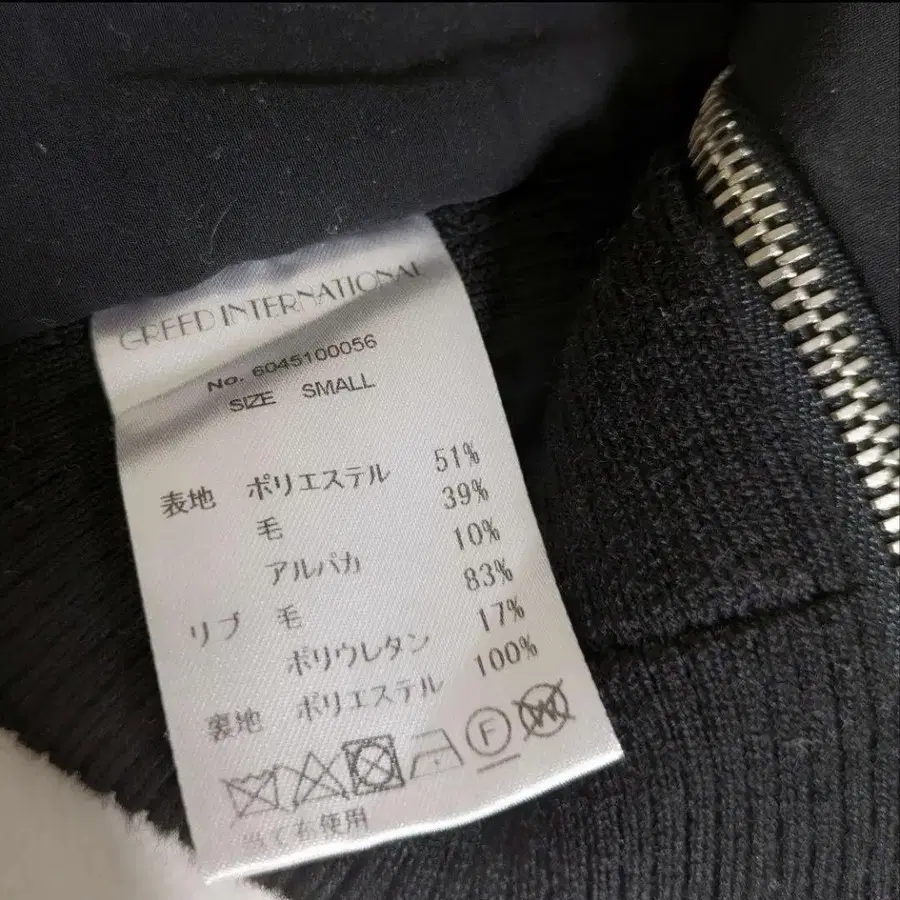 GREED INTERNATIONAL
No. 6045100056
SIZE SMALL
表地 ポリエステル 51%
毛 39%
アルパカ 10%
リブ 毛 83%
ポリウレタン 17%
裏地 ポリエステル 100%
F W
当て布使用